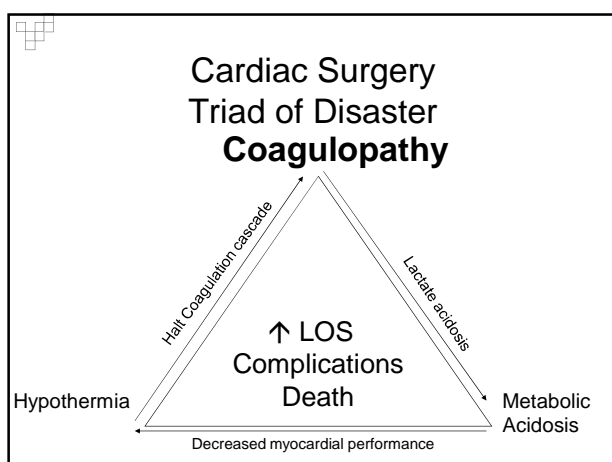 Cardiac Surgery
Triad of Disaster
Coagulopathy
Halt Coagulation cascade
Lactate acidosis
↑ LOS
Complications
Death
Hypothermia
Metabolic
Acidosis
Decreased myocardial performance